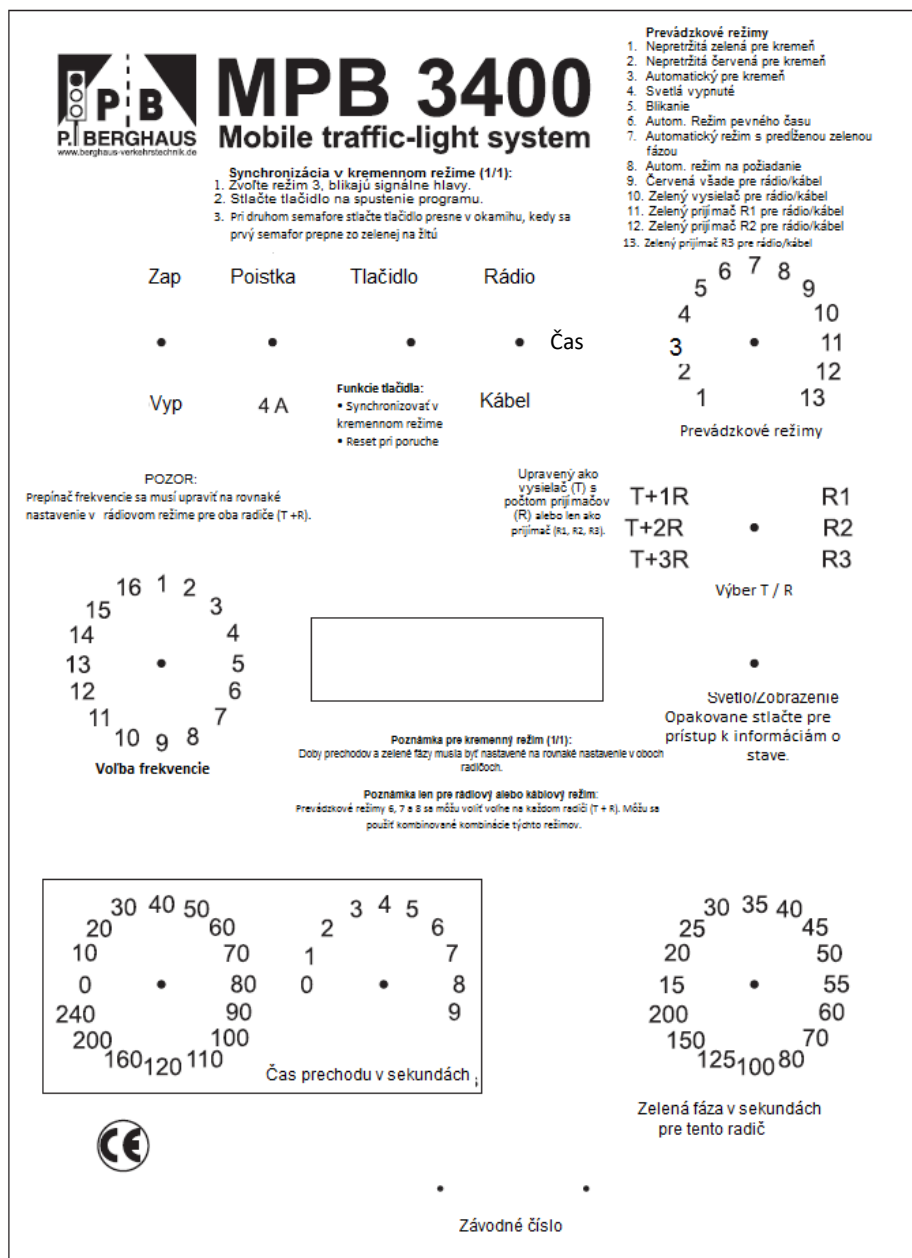 P. BERGHAUS
www.berghaus-verkehrstechnik.de
MPB 3400
Mobile traffic-light system
Prevádzkové režimy
1. Nepretržitá zelená pre kremeň
2. Nepretržitá červená pre kremeň
3. Automatický pre kremeň
4. Svetlá vypnuté
5. Blikanie
6. Autom. Režim pevného času
7. Automatický režim s predĺženou zelenou
fázou
8. Autom. režim na požiadanie
9. Červená všade pre rádio/kábel
10. Zelený vysielač pre rádio/kábel
11. Zelený prijímač R1 pre rádio/kábel
12. Zelený prijímač R2 pre rádio/kábel
13. Zelený prijímač R3 pre rádio/kábel
Synchronizácia v kremennom režime (1/1):
1. Zvoľte režim 3, blikajú signálne hlavy.
2. Stlačte tlačidlo na spustenie programu.
3. Pri druhom semafore stlačte tlačidlo presne v okamihu, kedy sa
prvý semafor prepne zo zelenej na žltú
Zap Poistka Tlačidlo Rádio
Čas
Vyp 4 A
Funkcie tlačidla:
• Synchronizovať v
kremennom režime
• Reset pri poruche
Kábel
1 2 3 4 5 6 7 8 9 10 11 12 13
Prevádzkové režimy
POZOR:
Prepínač frekvencie sa musí upraviť na rovnaké
nastavenie v rádiovom režime pre oba radiče (T +R).
Upravený ako
vysielač (T) s
počtom prijímačov
(R) alebo len ako
prijímač (R1, R2, R3).
T+1R R1
T+2R R2
T+3R R3
Výber T / R
16 1 2 3 4 5 6 7 8 9 10 11 12 13 14 15
Voľba frekvencie
Svetlo/Zobrazenie
Opakovane stlačte pre
prístup k informáciám o
stave.
Poznámka pre kremenný režim (1/1):
Doby prechodov a zelené fázy musia byť nastavené na rovnaké nastavenie v oboch
radičoch.
Poznámka len pre rádiový alebo káblový režim:
Prevádzkové režimy 6, 7 a 8 sa môžu voliť voľne na každom radiči (T + R). Môžu sa
použiť kombinované kombinácie týchto režimov.
0 10 20 30 40 50 60 70 80 90 100 110 120 160 200 240
0 1 2 3 4 5 6 7 8 9
Čas prechodu v sekundách ;
15 20 25 30 35 40 45 50 55 60 70 80 100 125 150 200
Zelená fáza v sekundách
pre tento radič
CE
Závodné číslo